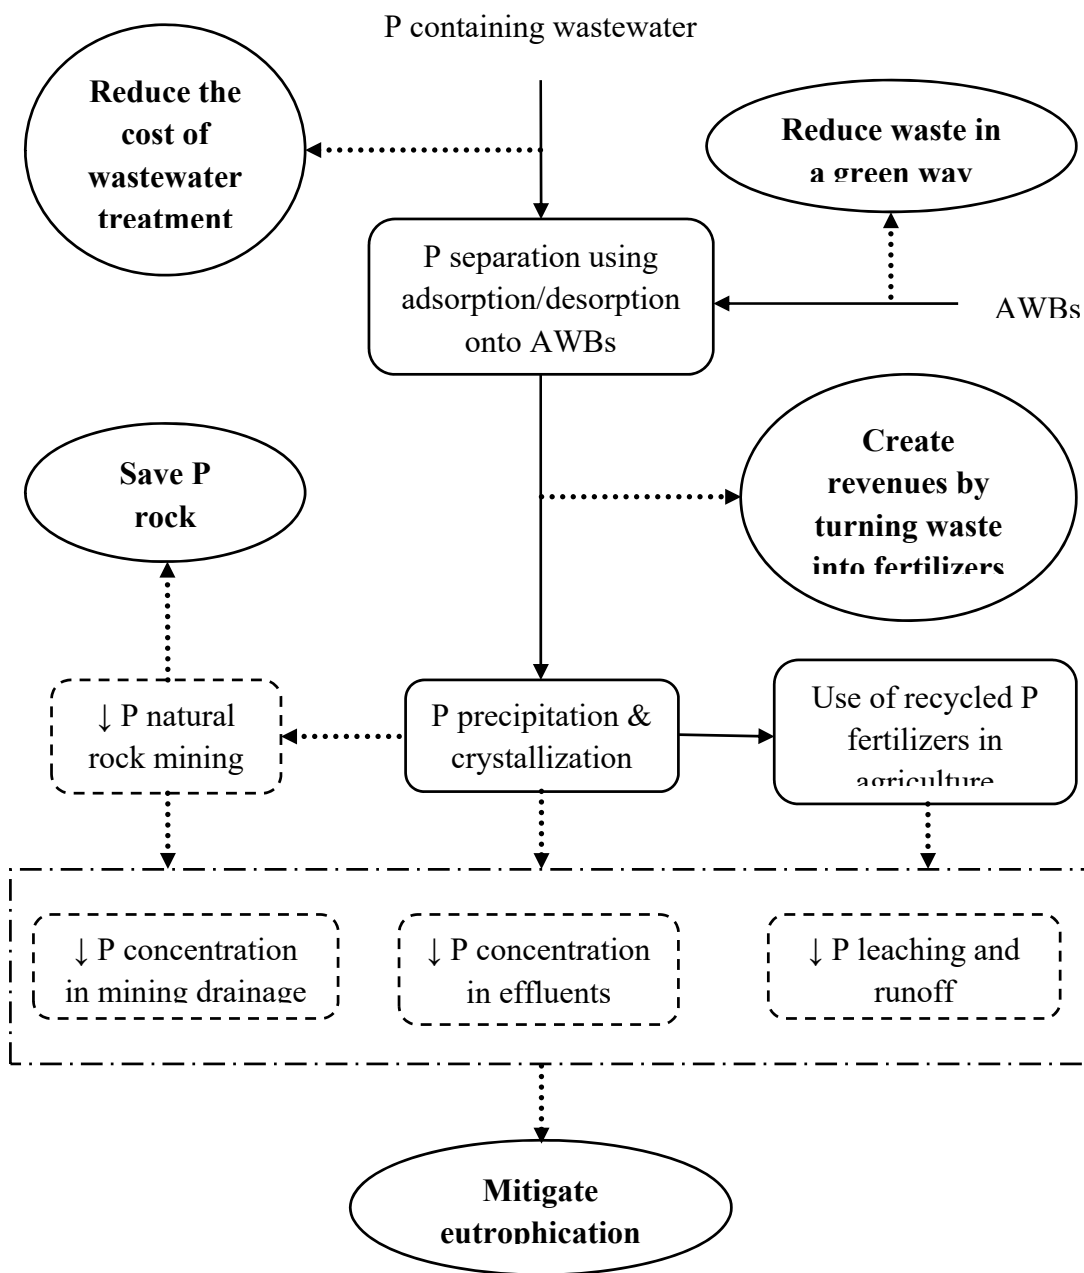 P containing wastewater
Reduce the
cost of
wastewater
treatment
Reduce waste in
a green way
P separation using
adsorption/desorption
onto AWBs
AWBs
Create
revenues by
turning waste
into fertilizers
Save P
rock
↓ P natural
rock mining
P precipitation &
crystallization
Use of recycled P
fertilizers in
agriculture
↓ P concentration
in mining drainage
↓ P concentration
in effluents
↓ P leaching and
runoff
Mitigate
eutrophication